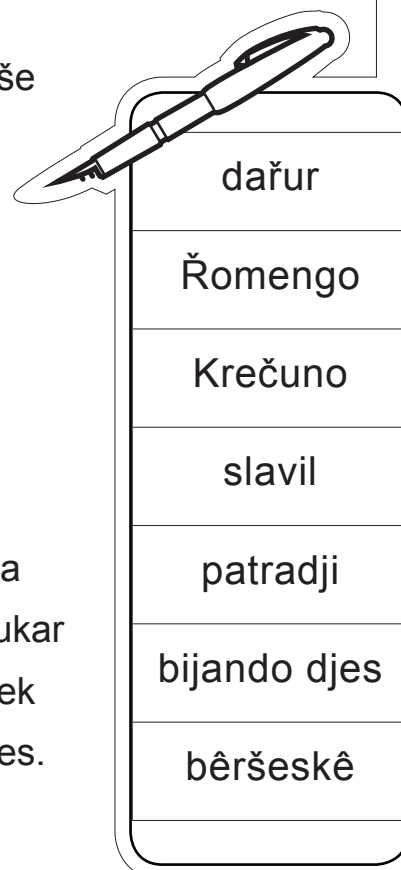 še
dařur
Řomengo
Krečuno
slavil
a
patradji
ukar
bijando djes
ek
es.
bêršeskê